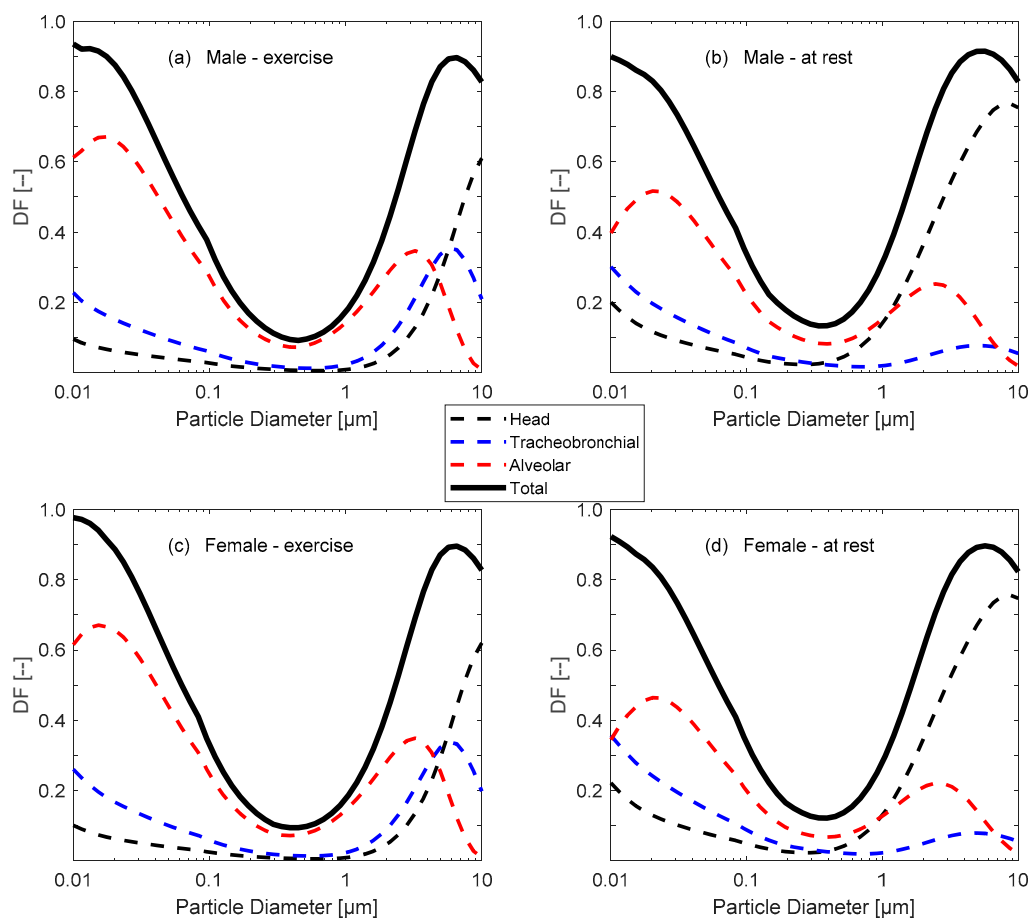 1.0
0.8
0.6
0.4
0.2
DF [--]
(a) Male - exercise
0.01
0.1
1
10
Particle Diameter [μm]
1.0
0.8
0.6
0.4
0.2
DF [--]
(b) Male - at rest
0.01
0.1
1
10
Particle Diameter [μm]
Head
Tracheobronchial
Alveolar
Total
1.0
0.8
0.6
0.4
0.2
DF [--]
(c) Female - exercise
0.01
0.1
1
10
Particle Diameter [μm]
1.0
0.8
0.6
0.4
0.2
DF [--]
(d) Female - at rest
0.01
0.1
1
10
Particle Diameter [μm]